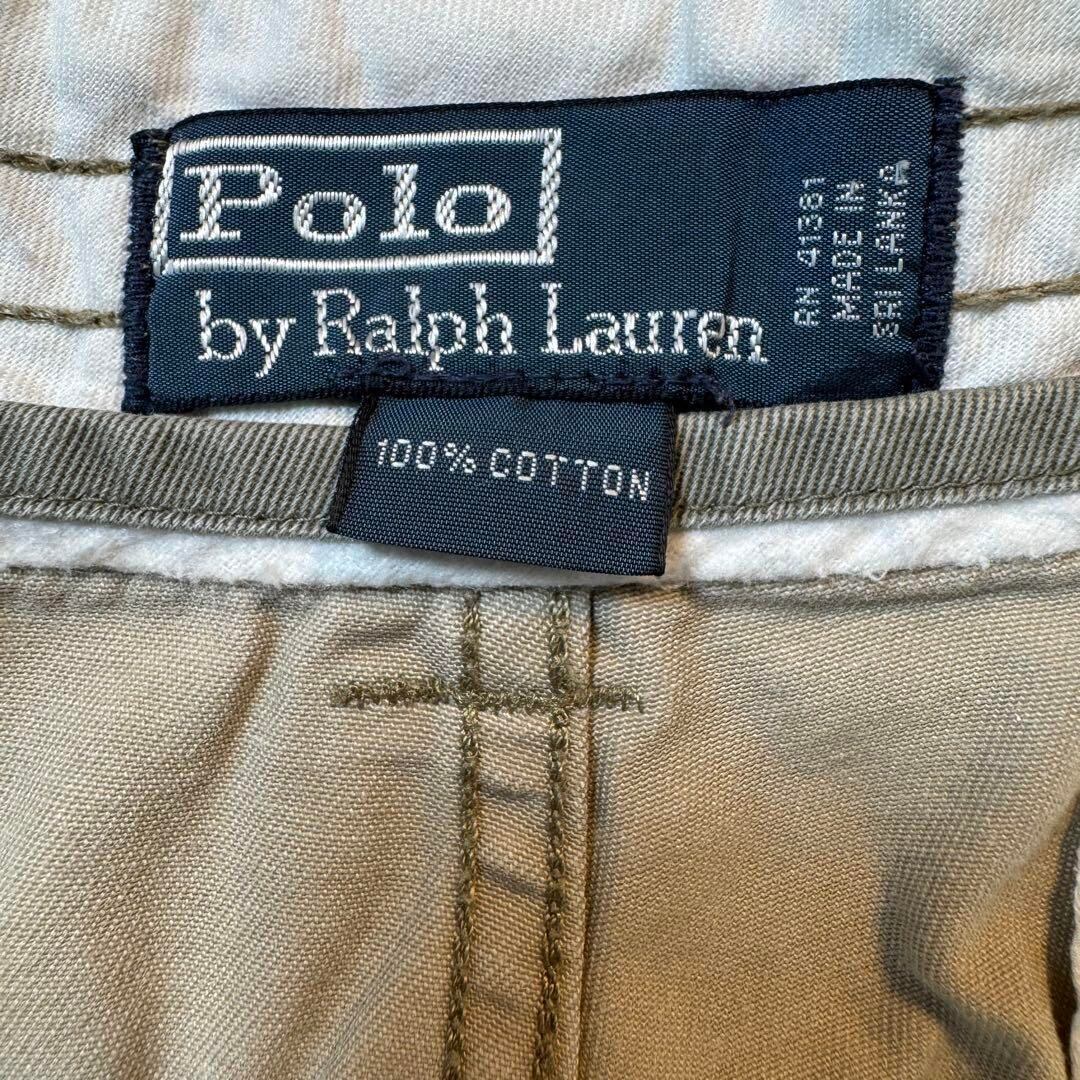 Polo
by Ralph Lauren
RN 41381
MADE IN
SRI LANKA
100% COTTON